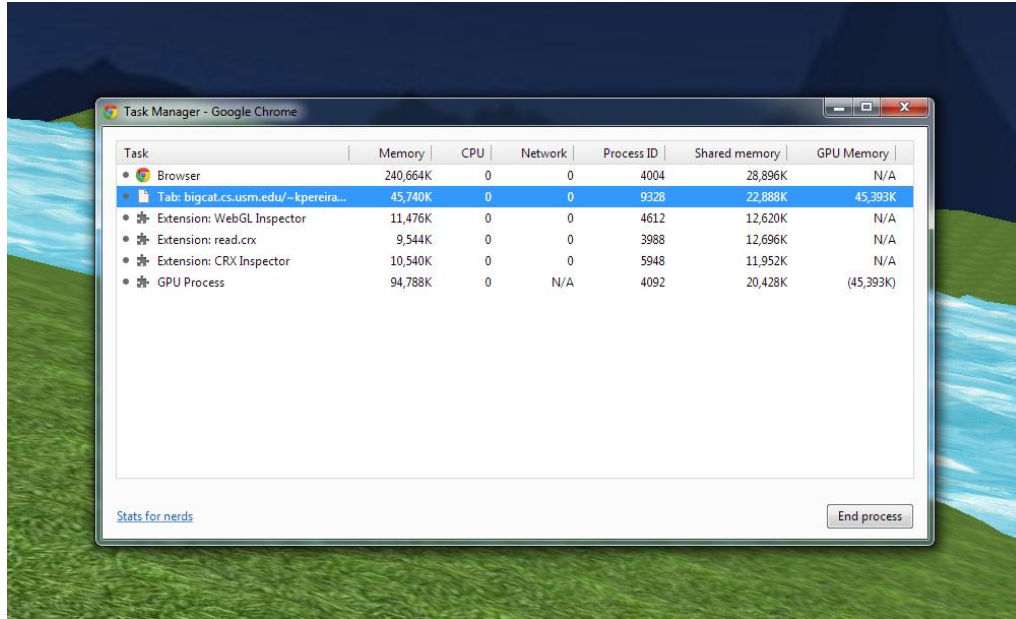 Task Manager - Google Chrome
Task Memory CPU Network Process ID Shared memory GPU Memory
Browser 240,664K 0 0 4004 28,896K N/A
Tab: bigcat.cs.usm.edu/~kpereira... 45,740K 0 0 9328 22,888K 45,393K
Extension: WebGL Inspector 11,476K 0 0 4612 12,620K N/A
Extension: read.crx 9,544K 0 0 3988 12,696K N/A
Extension: CRX Inspector 10,540K 0 0 5948 11,952K N/A
GPU Process 94,788K 0 N/A 4092 20,428K (45,393K)
Stats for nerds
End process